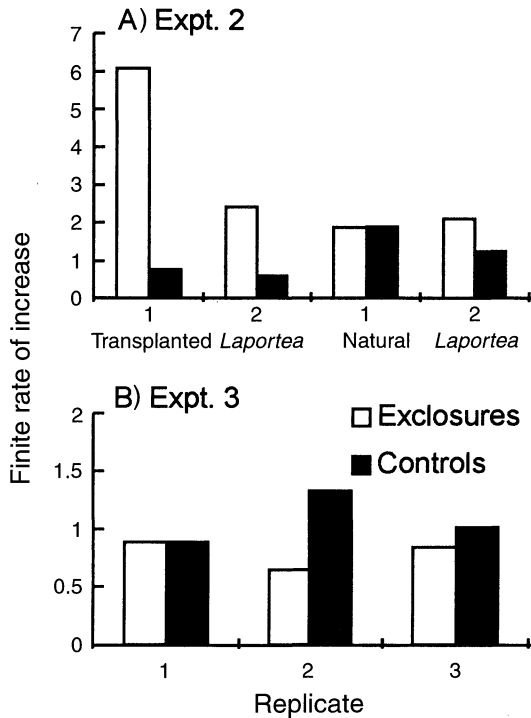 A) Expt. 2
7
6
5
4
3
2
1
0
1 2 1 2
Transplanted Laportea Natural Laportea
Finite rate of increase
B) Expt. 3
Exclosures
Controls
2
1.5
1
0.5
0
1 2 3
Replicate